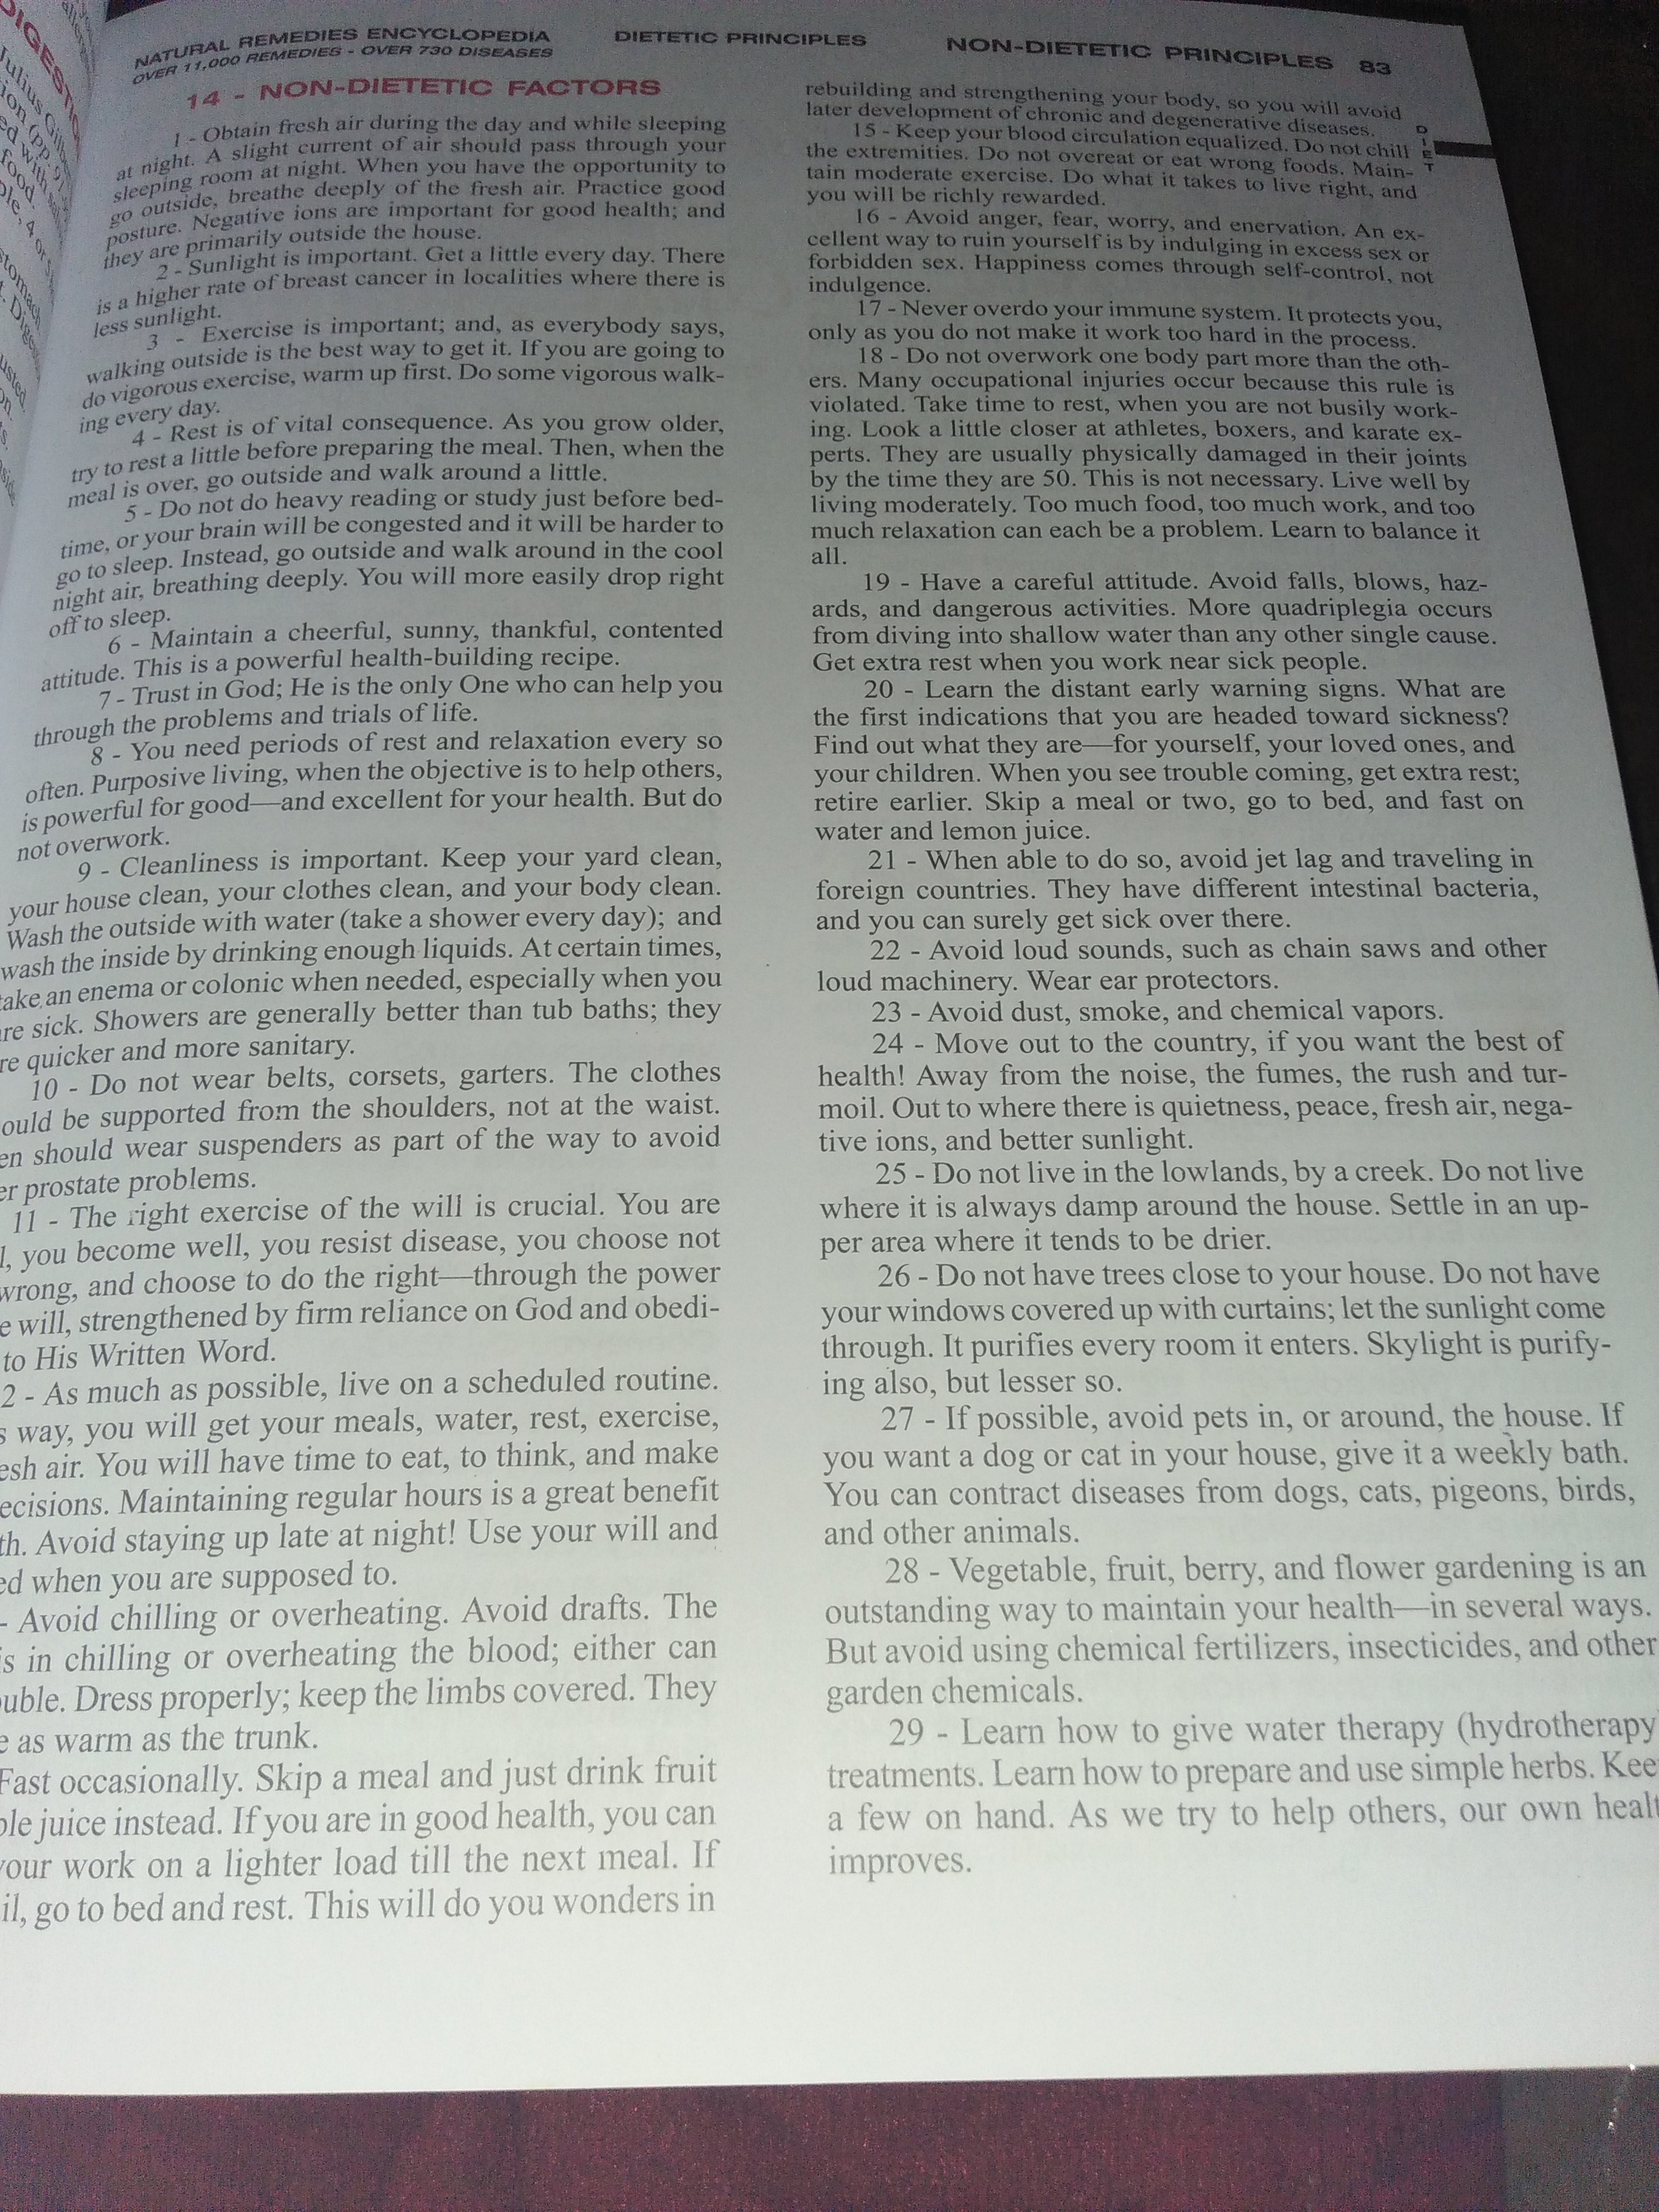 NATURAL REMEDIES ENCYCLOPEDIA
OVER 11,000 REMEDIES - OVER 730 DISEASES
DIETETIC PRINCIPLES
NON-DIETETIC PRINCIPLES 83
14 - NON-DIETETIC FACTORS
1 - Obtain fresh air during the day and while sleeping
at night. A slight current of air should pass through your
sleeping room at night. When you have the opportunity to
go outside, breathe deeply of the fresh air. Practice good
posture. Negative ions are important for good health; and
they are primarily outside the house.
2 - Sunlight is important. Get a little every day. There
is a higher rate of breast cancer in localities where there is
less sunlight.
3 - Exercise is important; and, as everybody says,
walking outside is the best way to get it. If you are going to
do vigorous exercise, warm up first. Do some vigorous walk-
ing every day.
4 - Rest is of vital consequence. As you grow older,
try to rest a little before preparing the meal. Then, when the
meal is over, go outside and walk around a little.
5 - Do not do heavy reading or study just before bed-
time, or your brain will be congested and it will be harder to
go to sleep. Instead, go outside and walk around in the cool
night air, breathing deeply. You will more easily drop right
off to sleep.
6 - Maintain a cheerful, sunny, thankful, contented
attitude. This is a powerful health-building recipe.
7 - Trust in God; He is the only One who can help you
through the problems and trials of life.
8 - You need periods of rest and relaxation every so
often. Purposive living, when the objective is to help others,
is powerful for good—and excellent for your health. But do
not overwork.
9 - Cleanliness is important. Keep your yard clean,
your house clean, your clothes clean, and your body clean.
Wash the outside with water (take a shower every day); and
wash the inside by drinking enough liquids. At certain times,
take an enema or colonic when needed, especially when you
re sick. Showers are generally better than tub baths; they
re quicker and more sanitary.
10 - Do not wear belts, corsets, garters. The clothes
ould be supported from the shoulders, not at the waist.
en should wear suspenders as part of the way to avoid
er prostate problems.
11 - The right exercise of the will is crucial. You are
l, you become well, you resist disease, you choose not
wrong, and choose to do the right—through the power
e will, strengthened by firm reliance on God and obedi-
to His Written Word.
2 - As much as possible, live on a scheduled routine.
s way, you will get your meals, water, rest, exercise,
esh air. You will have time to eat, to think, and make
ecisions. Maintaining regular hours is a great benefit
th. Avoid staying up late at night! Use your will and
ed when you are supposed to.
- Avoid chilling or overheating. Avoid drafts. The
is in chilling or overheating the blood; either can
ouble. Dress properly; keep the limbs covered. They
e as warm as the trunk.
Fast occasionally. Skip a meal and just drink fruit
ble juice instead. If you are in good health, you can
your work on a lighter load till the next meal. If
il, go to bed and rest. This will do you wonders in
rebuilding and strengthening your body, so you will avoid
later development of chronic and degenerative diseases.
15 - Keep your blood circulation equalized. Do not chill
the extremities. Do not overeat or eat wrong foods. Main-
tain moderate exercise. Do what it takes to live right, and
you will be richly rewarded.
16 - Avoid anger, fear, worry, and enervation. An ex-
cellent way to ruin yourself is by indulging in excess sex or
forbidden sex. Happiness comes through self-control, not
indulgence.
17 - Never overdo your immune system. It protects you,
only as you do not make it work too hard in the process.
18 - Do not overwork one body part more than the oth-
ers. Many occupational injuries occur because this rule is
violated. Take time to rest, when you are not busily work-
ing. Look a little closer at athletes, boxers, and karate ex-
perts. They are usually physically damaged in their joints
by the time they are 50. This is not necessary. Live well by
living moderately. Too much food, too much work, and too
much relaxation can each be a problem. Learn to balance it
all.
19 - Have a careful attitude. Avoid falls, blows, haz-
ards, and dangerous activities. More quadriplegia occurs
from diving into shallow water than any other single cause.
Get extra rest when you work near sick people.
20 - Learn the distant early warning signs. What are
the first indications that you are headed toward sickness?
Find out what they are—for yourself, your loved ones, and
your children. When you see trouble coming, get extra rest;
retire earlier. Skip a meal or two, go to bed, and fast on
water and lemon juice.
21 - When able to do so, avoid jet lag and traveling in
foreign countries. They have different intestinal bacteria,
and you can surely get sick over there.
22 - Avoid loud sounds, such as chain saws and other
loud machinery. Wear ear protectors.
23 - Avoid dust, smoke, and chemical vapors.
24 - Move out to the country, if you want the best of
health! Away from the noise, the fumes, the rush and tur-
moil. Out to where there is quietness, peace, fresh air, nega-
tive ions, and better sunlight.
25 - Do not live in the lowlands, by a creek. Do not live
where it is always damp around the house. Settle in an up-
per area where it tends to be drier.
26 - Do not have trees close to your house. Do not have
your windows covered up with curtains; let the sunlight come
through. It purifies every room it enters. Skylight is purify-
ing also, but lesser so.
27 - If possible, avoid pets in, or around, the house. If
you want a dog or cat in your house, give it a weekly bath.
You can contract diseases from dogs, cats, pigeons, birds,
and other animals.
28 - Vegetable, fruit, berry, and flower gardening is an
outstanding way to maintain your health—in several ways.
But avoid using chemical fertilizers, insecticides, and other
garden chemicals.
29 - Learn how to give water therapy (hydrotherapy
treatments. Learn how to prepare and use simple herbs. Kee
a few on hand. As we try to help others, our own healt
improves.
DIET